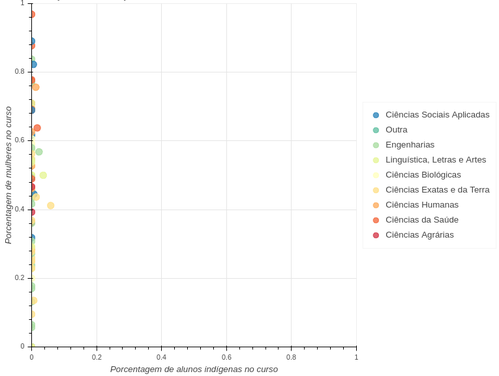 1
0.8
0.6
0.4
0.2
0
0
0.2
0.4
0.6
0.8
1
Porcentagem de mulheres no curso
Porcentagem de alunos indígenas no curso
Ciências Sociais Aplicadas
Outra
Engenharias
Linguística, Letras e Artes
Ciências Biológicas
Ciências Exatas e da Terra
Ciências Humanas
Ciências da Saúde
Ciências Agrárias